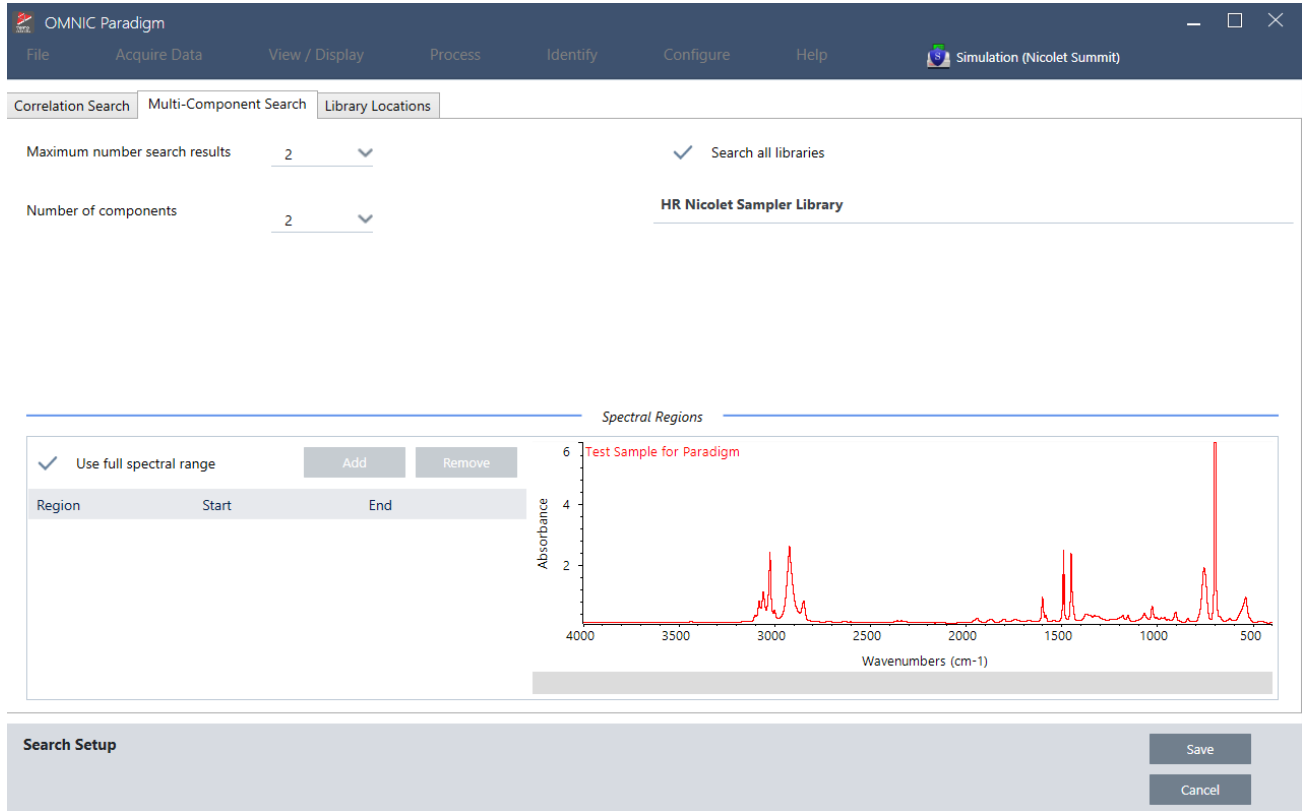 OMNIC Paradigm
File Acquire Data View / Display Process Identify Configure Help Simulation (Nicolet Summit)
Correlation Search Multi-Component Search Library Locations
Maximum number search results 2 Search all libraries
Number of components 2 HR Nicolet Sampler Library
Spectral Regions
Use full spectral range Add Remove
Region Start End
Test Sample for Paradigm
6
4
2
Absorbance
4000 3500 3000 2500 2000 1500 1000 500
Wavenumbers (cm-1)
Search Setup
Save
Cancel